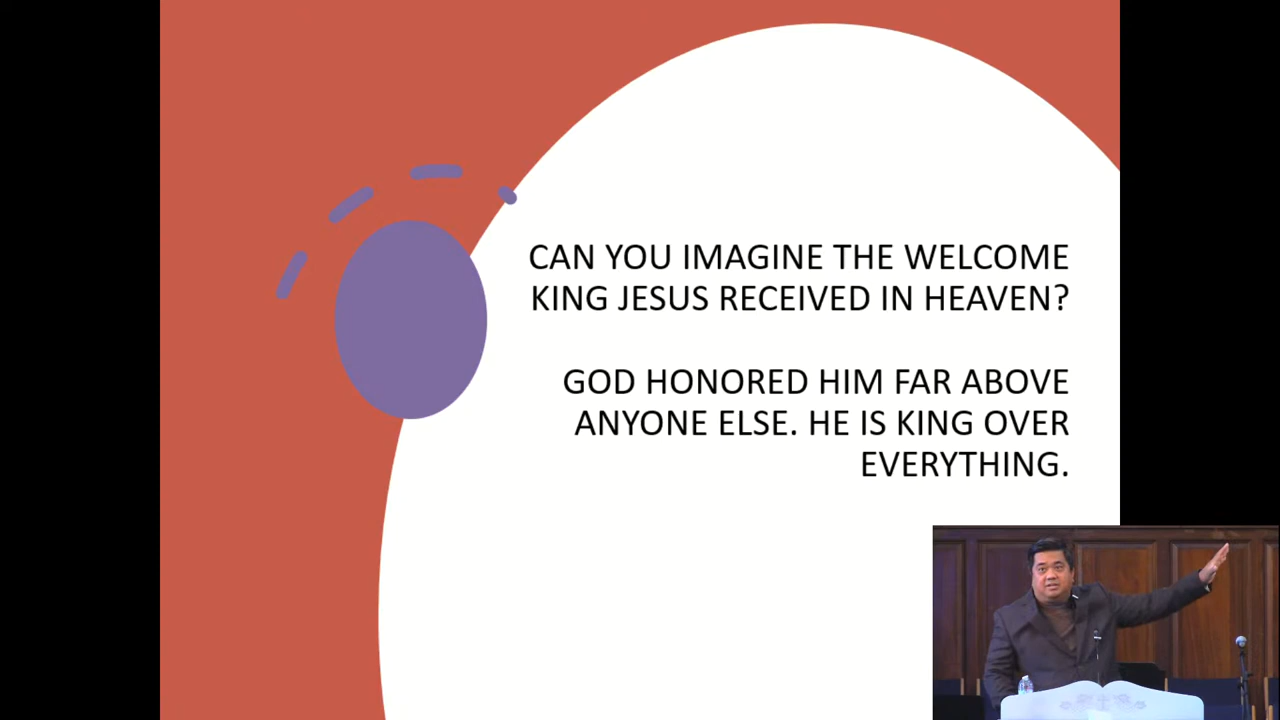 CAN YOU IMAGINE THE WELCOME
KING JESUS RECEIVED IN HEAVEN?
GOD HONORED HIM FAR ABOVE
ANYONE ELSE. HE IS KING OVER
EVERYTHING.